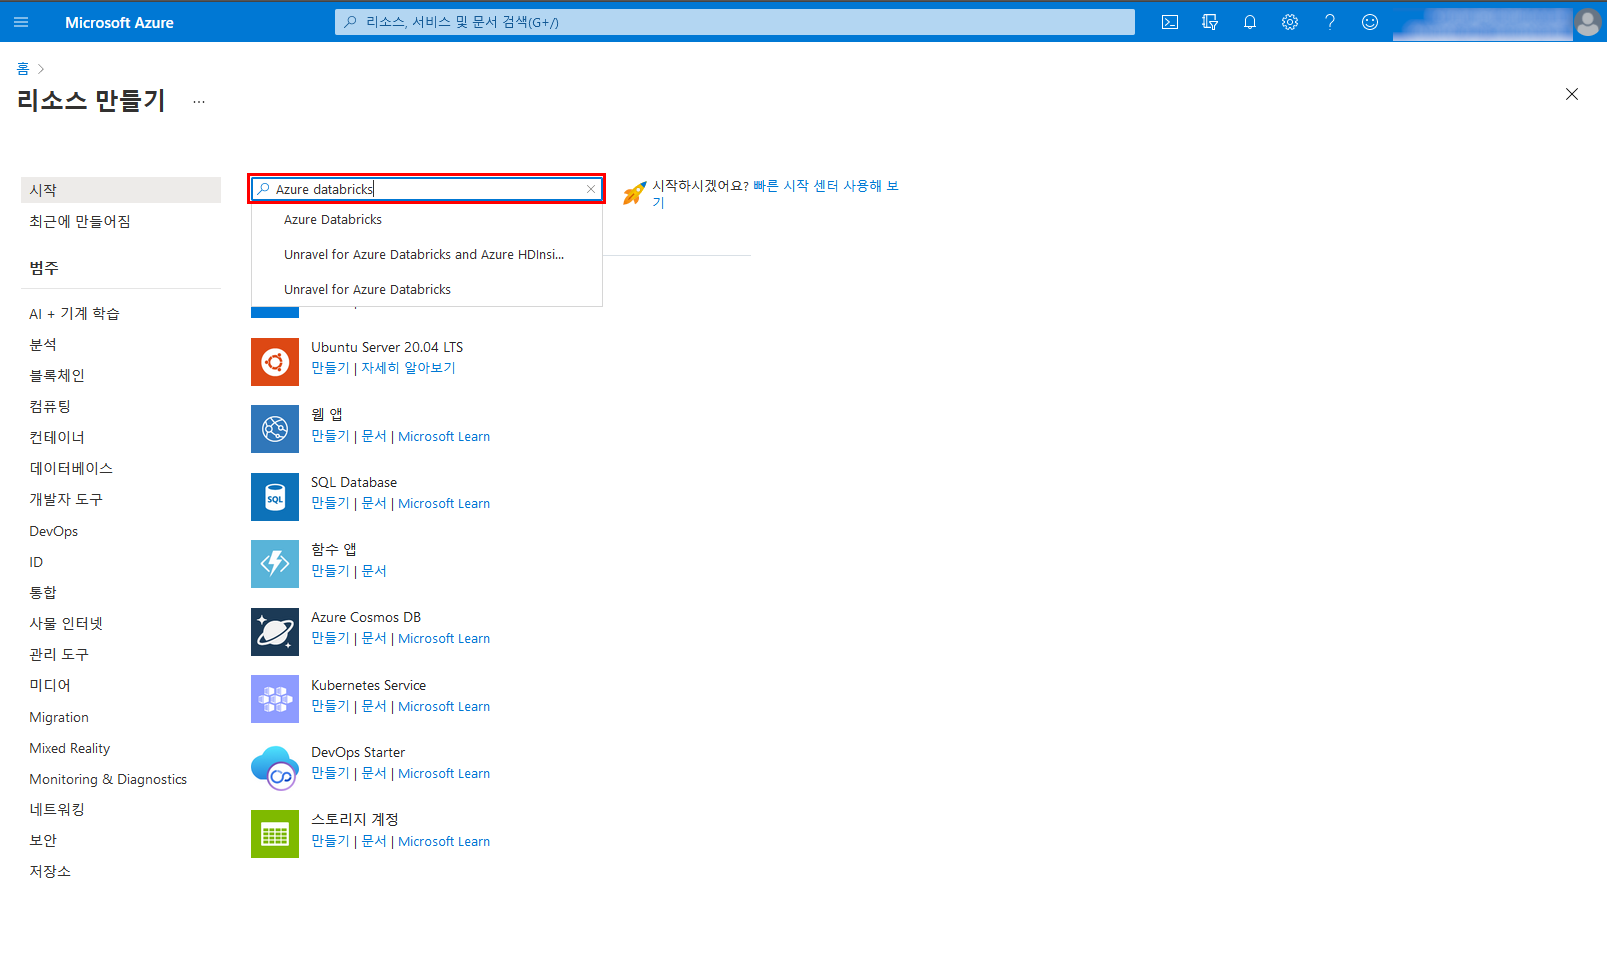 Microsoft Azure
리소스, 서비스 및 문서 검색(G+/)
홈 >
리소스 만들기 ...
시작
최근에 만들어짐
범주
AI + 기계 학습
분석
블록체인
컴퓨팅
컨테이너
데이터베이스
개발자 도구
DevOps
ID
통합
사물 인터넷
관리 도구
미디어
Migration
Mixed Reality
Monitoring & Diagnostics
네트워킹
보안
저장소
Azure databricks
Azure Databricks
Unravel for Azure Databricks and Azure HDInsi...
Unravel for Azure Databricks
시작하시겠어요? 빠른 시작 센터 사용해 보
기
Ubuntu Server 20.04 LTS
만들기 | 자세히 알아보기
웹 앱
만들기 | 문서 | Microsoft Learn
SQL Database
만들기 | 문서 | Microsoft Learn
SQL
함수 앱
만들기 | 문서
Azure Cosmos DB
만들기 | 문서 | Microsoft Learn
Kubernetes Service
만들기 | 문서 | Microsoft Learn
DevOps Starter
만들기 | 문서 | Microsoft Learn
스토리지 계정
만들기 | 문서 | Microsoft Learn